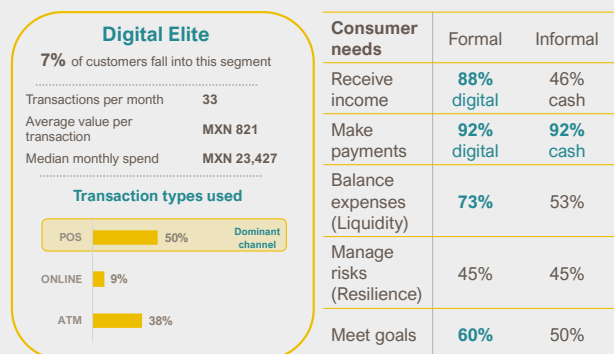 Digital Elite
7% of customers fall into this segment
Transactions per month 33
Average value per
transaction MXN 821
Median monthly spend MXN 23,427
Transaction types used
POS 50% Dominant
channel
ONLINE 9%
ATM 38%
Consumer
needs Formal Informal
Receive 88% 46%
income digital cash
Make 92% 92%
payments digital cash
Balance
expenses 73% 53%
(Liquidity)
Manage
risks 45% 45%
(Resilience)
Meet goals 60% 50%